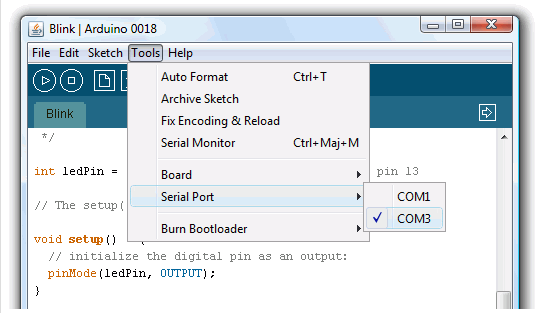 Blink | Arduino 0018
File Edit Sketch Tools Help
Auto Format Ctrl+T
Archive Sketch
Fix Encoding & Reload
Serial Monitor Ctrl+Maj+M
Board
Serial Port
Burn Bootloader
COM1
COM3
Blink
*/
int ledPin = pin 13
// The setup(
void setup()
// initialize the digital pin as an output:
pinMode(ledPin, OUTPUT);
}